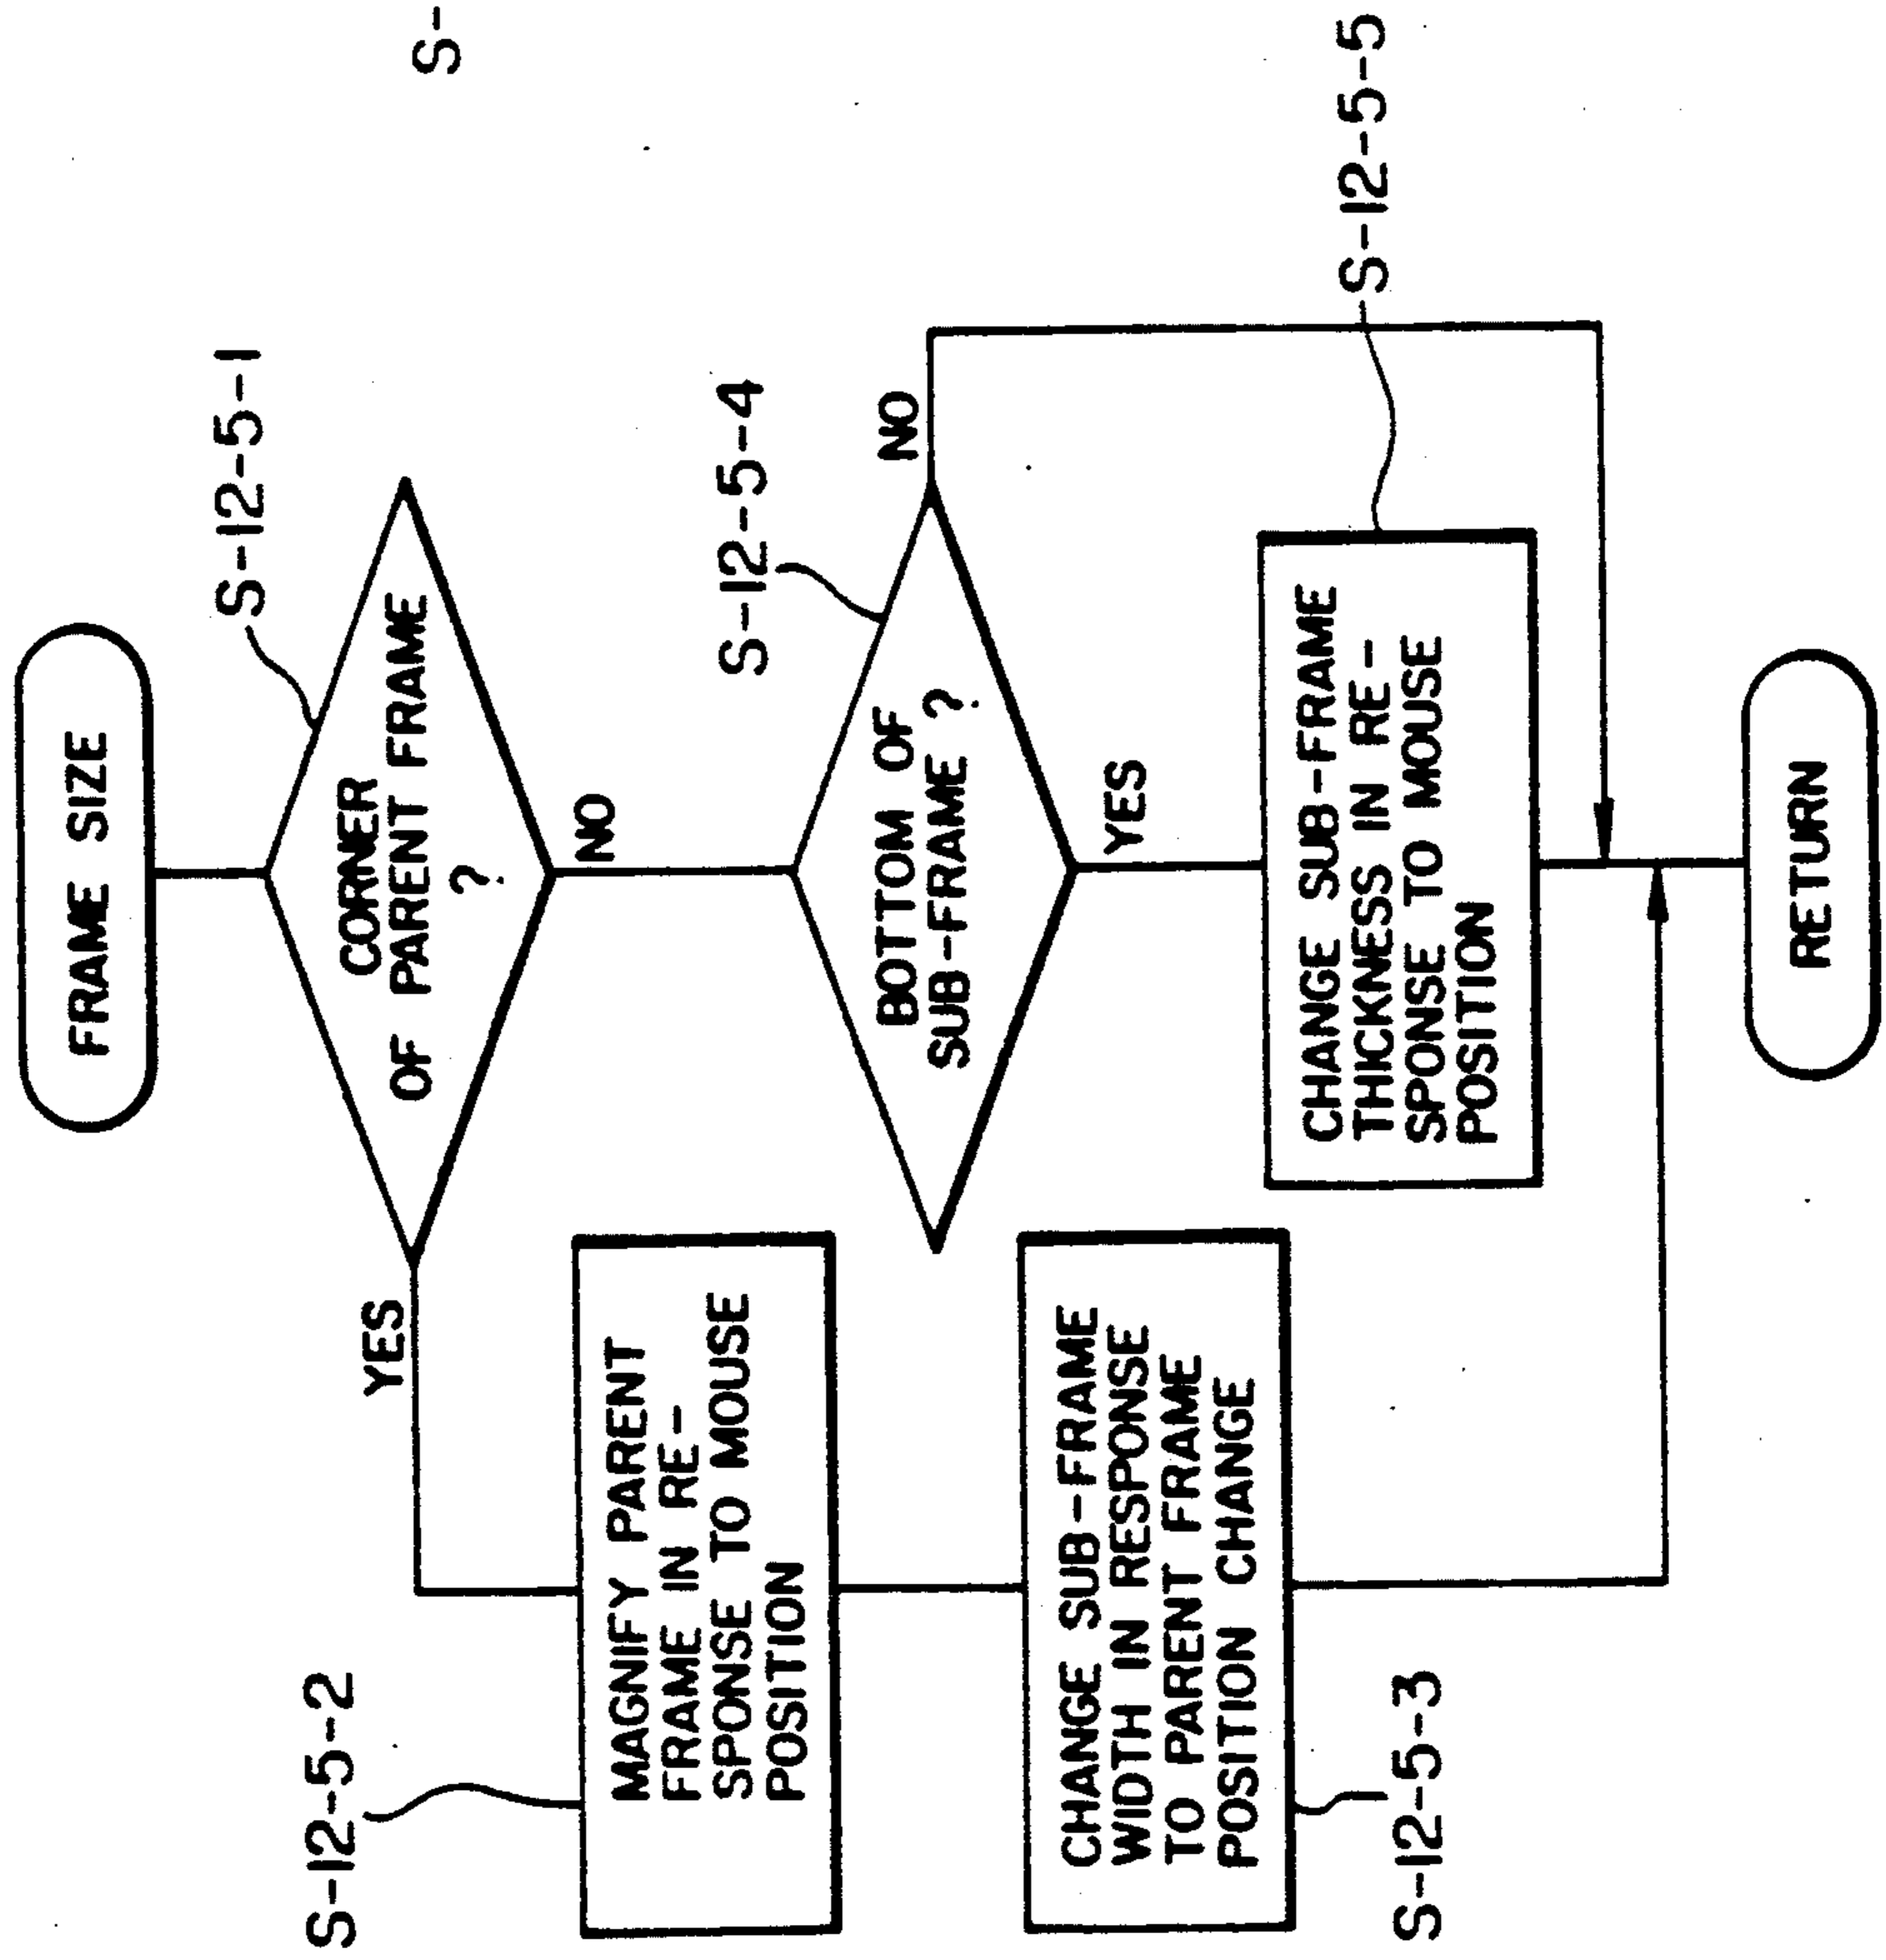 FRAME SIZE
S-12-5-1
CORNER
OF PARENT FRAME
?
YES
NO
S-12-5-2
MAGNIFY PARENT
FRAME IN RE-
SPONSE TO MOUSE
POSITION
S-12-5-4
BOTTOM OF
SUB-FRAME ?
NO
YES
CHANGE SUB-FRAME
WIDTH IN RESPONSE
TO PARENT FRAME
POSITION CHANGE
S-12-5-3
CHANGE SUB-FRAME
THICKNESS IN RE-
SPONSE TO MOUSE
POSITION
S-12-5-5
RETURN
S-